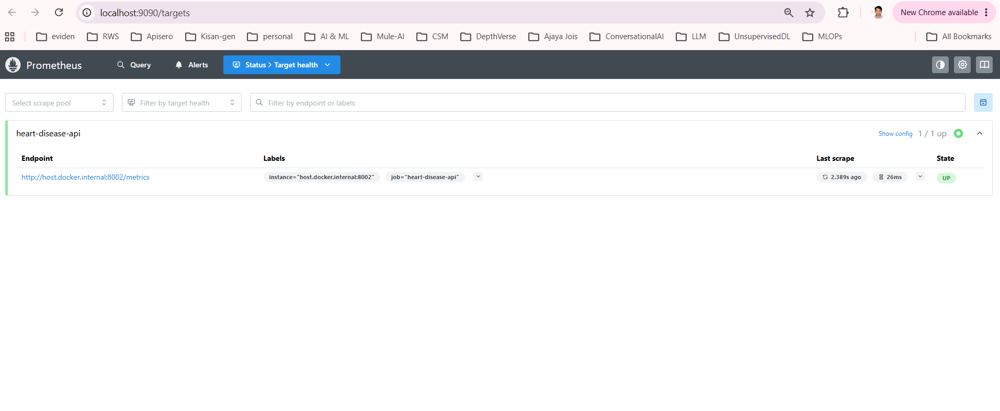 localhost:9090/targets
New Chrome available
eviden RWS Apisero Kisan-gen personal AI & ML Mule-AI CSM DepthVerse Ajaya Jois ConversationalAI LLM UnsupervisedDL MLOPs All Bookmarks
Prometheus Query Alerts Status > Target health
Select scrape pool Filter by target health Filter by endpoint or labels
heart-disease-api Show config 1 / 1 up
Endpoint Labels Last scrape State
http://host.docker.internal:8002/metrics instance="host.docker.internal:8002" job="heart-disease-api" 2.389s ago 26ms UP